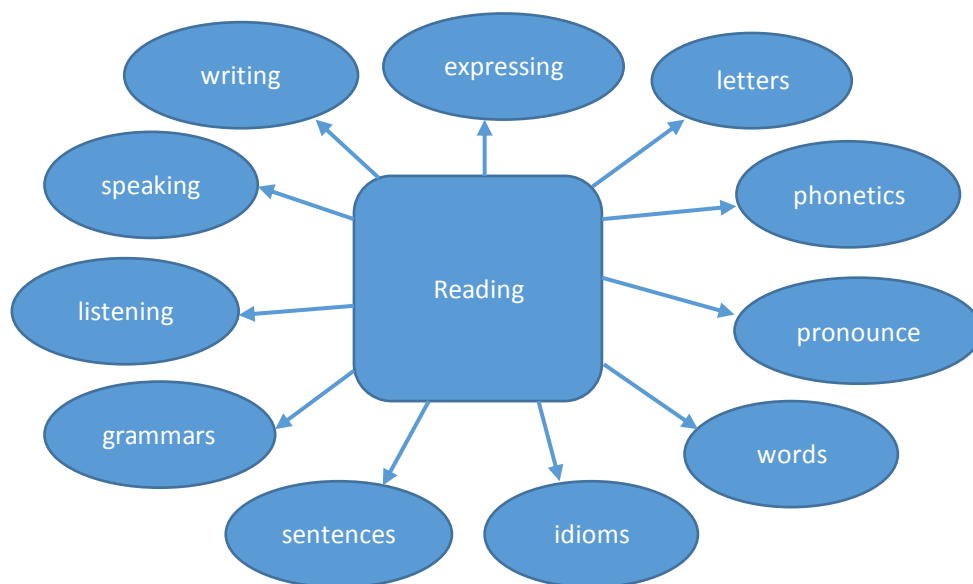 expressing
writing
letters
speaking
phonetics
Reading
listening
pronounce
grammars
words
sentences
idioms